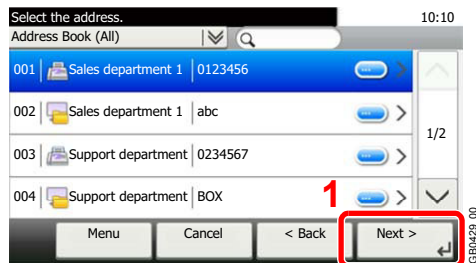 Select the address. 10:10
Address Book (All)
001 Sales department 1 0123456
002 Sales department 1 abc
1/2
003 Support department 0234567
004 Support department BOX
1
Menu Cancel < Back Next >
GB0429_00